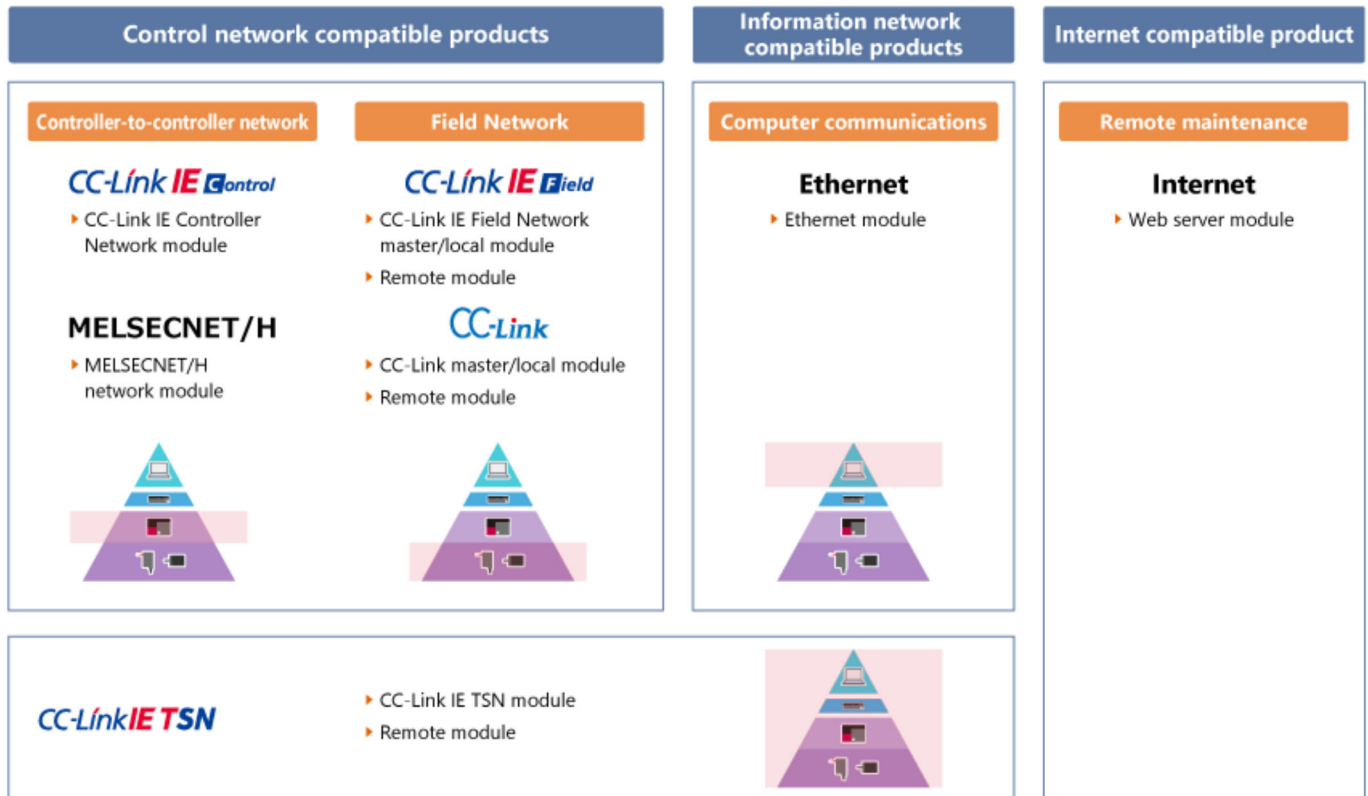 Control network compatible products
Information network
compatible products
Internet compatible product
Controller-to-controller network
Field Network
Computer communications
Remote maintenance
CC-Link IE Control
CC-Link IE Controller
Network module
CC-Link IE Field
CC-Link IE Field Network
master/local module
Remote module
Ethernet
Ethernet module
Internet
Web server module
MELSECNET/H
MELSECNET/H
network module
CC-Link
CC-Link master/local module
Remote module
CC-Link IE TSN
CC-Link IE TSN module
Remote module